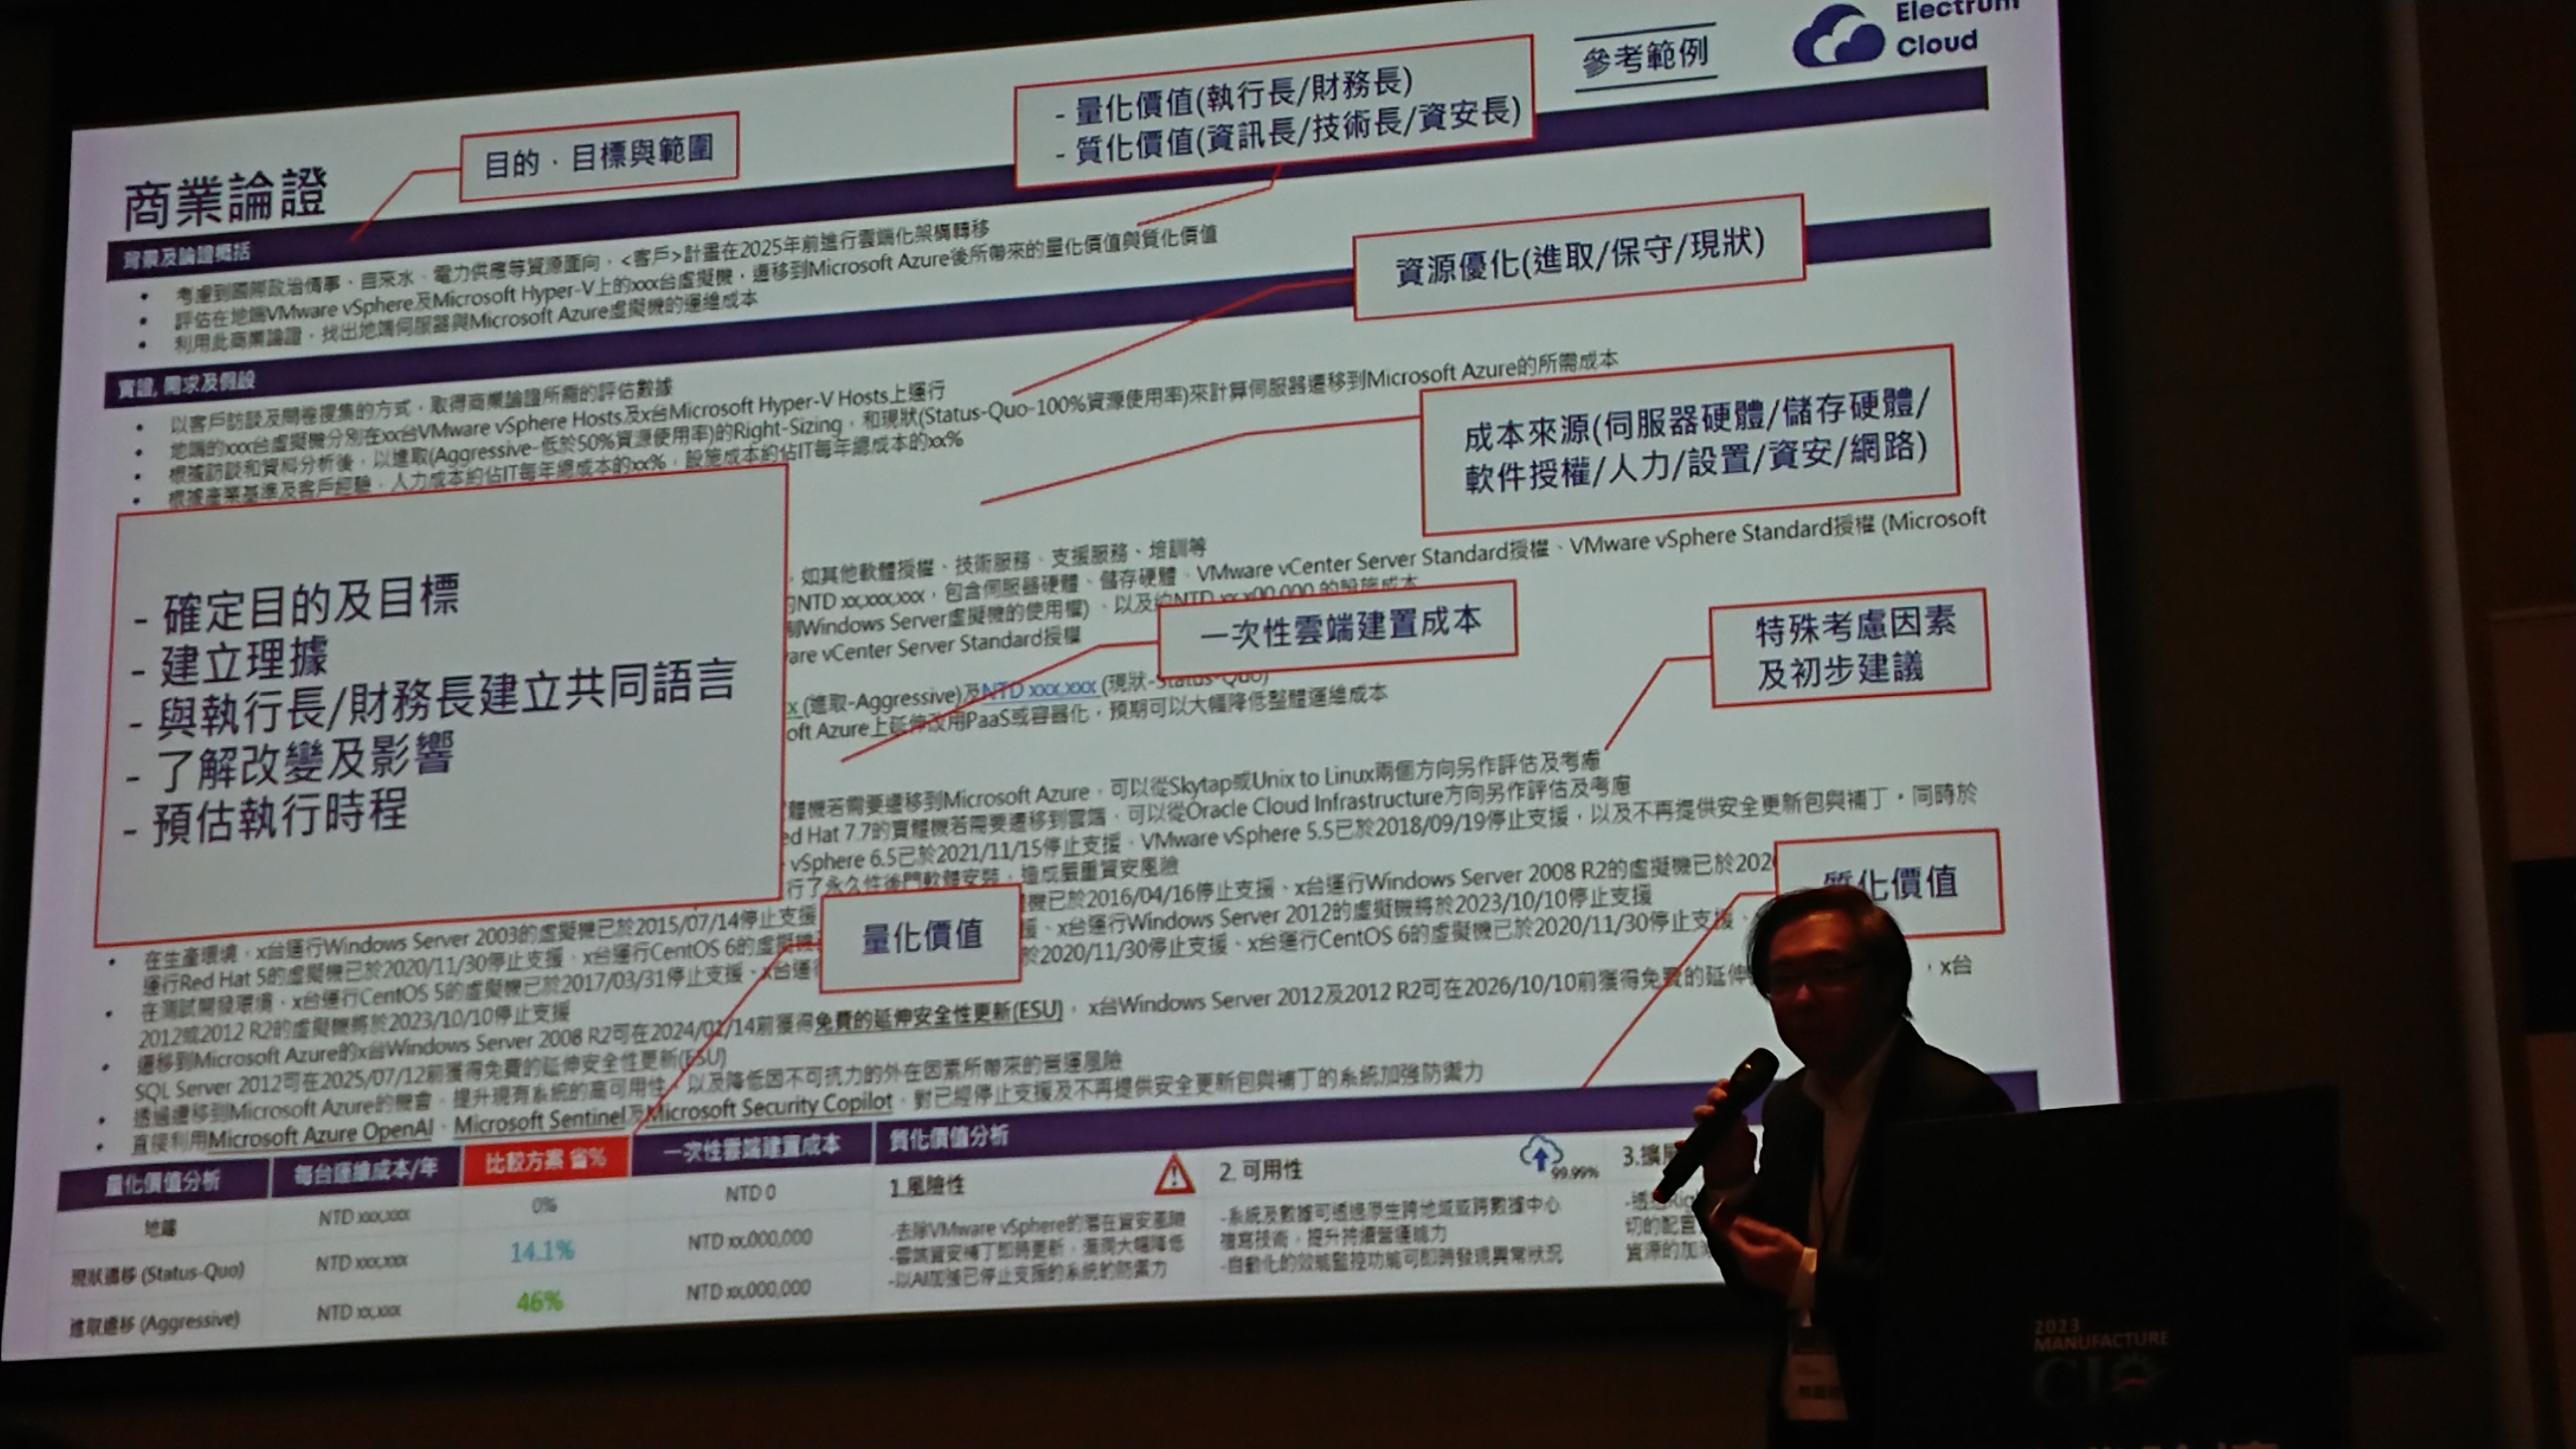 Electrum
Cloud
參考範例
- 量化價值(執行長/財務長)
- 質化價值(資訊長/技術長/資安長)
目的、目標與範圍
商業論證
背景及論證概括
• 考慮到國際政治情事、自來水、電力供應等資源面向，<客戶>計畫在2025年前進行雲端化架構轉移
• 評估在地端VMware vSphere及Microsoft Hyper-V上的xxx台虛擬機，遷移到Microsoft Azure後所帶來的量化價值與質化價值
• 利用此商業論證，找出地端伺服器與Microsoft Azure虛擬機的運維成本
資源優化(進取/保守/現狀)
實證, 需求及假設
• 以客戶訪談及問卷搜集的方式，取得商業論證所需的評估數據
• 地端的xxx台虛擬機分別在xx台VMware vSphere Hosts及x台Microsoft Hyper-V Hosts上運行
• 根據訪談和資料分析後，以進取(Aggressive-低於50%資源使用率)的Right-Sizing，和現狀(Status-Quo-100%資源使用率)來計算伺服器遷移到Microsoft Azure的所需成本
• 根據產業基準及客戶經驗，人力成本約佔IT每年總成本的xx%，設施成本約佔IT每年總成本的xx%
成本來源(伺服器硬體/儲存硬體/
軟件授權/人力/設置/資安/網路)
- 確定目的及目標
- 建立理據
- 與執行長/財務長建立共同語言
- 了解改變及影響
- 預估執行時程
，如其他軟體授權、技術服務、支援服務、培訓等
NTD xx,xxx,xxx，包含伺服器硬體、儲存硬體、VMware vCenter Server Standard授權、VMware vSphere Standard授權 (Microsoft
Windows Server虛擬機的使用權)、以及約NTD xx,x00,000 的設施成本
are vCenter Server Standard授權
一次性雲端建置成本
特殊考慮因素
及初步建議
x (進取-Aggressive)及NTD xxx,xxx (現狀-Status-Quo)
oft Azure上延伸改用PaaS或容器化，預期可以大幅降低整體運維成本
體機若需要遷移到Microsoft Azure，可以從Skytap或Unix to Linux兩個方向另作評估及考慮
ed Hat 7.7的實體機若需要遷移到雲端，可以從Oracle Cloud Infrastructure方向另作評估及考慮
vSphere 6.5已於2021/11/15停止支援、VMware vSphere 5.5已於2018/09/19停止支援，以及不再提供安全更新包與補丁，同時於
行了永久性後門軟體安裝，造成嚴重資安風險
量化價值
質化價值
• 在生產環境，x台運行Windows Server 2003的虛擬機已於2015/07/14停止支援 機已於2016/04/16停止支援、x台運行Windows Server 2008 R2的虛擬機已於202
運行Red Hat 5的虛擬機已於2020/11/30停止支援、x台運行CentOS 6的虛擬機 援、x台運行Windows Server 2012的虛擬機將於2023/10/10停止支援
• 在測試開發環境，x台運行CentOS 5的虛擬機已於2017/03/31停止支援、x台運行 於2020/11/30停止支援、x台運行CentOS 6的虛擬機已於2020/11/30停止支援、
2012或2012 R2的虛擬機將於2023/10/10停止支援
• 遷移到Microsoft Azure的x台Windows Server 2008 R2可在2024/01/14前獲得免費的延伸安全性更新(ESU)，x台Windows Server 2012及2012 R2可在2026/10/10前獲得免費的延伸 ，x台
SQL Server 2012可在2025/07/12前獲得免費的延伸安全性更新(ESU)
• 透過遷移到Microsoft Azure的機會，提升現有系統的高可用性，以及降低因不可抗力的外在因素所帶來的營運風險
• 直接利用Microsoft Azure OpenAI、Microsoft Sentinel及Microsoft Security Copilot，對已經停止支援及不再提供安全更新包與補丁的系統加強防禦力
量化價值分析 每台運維成本/年 比較方案 省% 一次性雲端建置成本 質化價值分析
地端 NTD xxx,xxx 0% NTD 0
現狀遷移 (Status-Quo) NTD xxx,xxx 14.1% NTD xx,000,000
進取遷移 (Aggressive) NTD xx,xxx 46% NTD xx,000,000
1.風險性
-去除VMware vSphere的潛在資安風險
-雲端資安補丁即時更新，漏洞大幅降低
-以AI加強已停止支援的系統的防禦力
2. 可用性
99.99%
-系統及數據可透過原生跨地域或跨數據中心
複寫技術，提升持續營運能力
-自動化的效能監控功能可即時發現異常狀況
3.擴展
-透過Rig
切的配置
資源的加
2023
MANUFACTURE
CIO